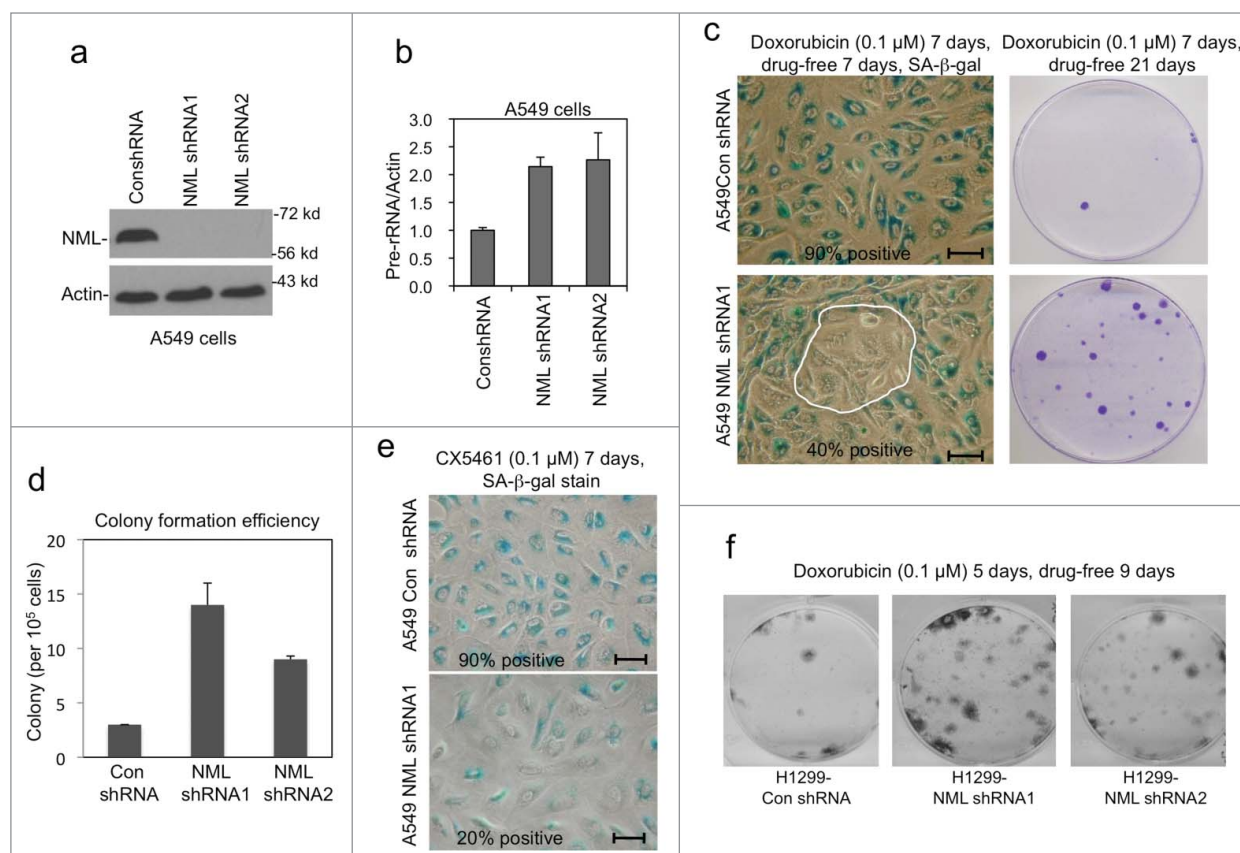 a
ConshRNA
NML shRNA1
NML shRNA2
NML-
-72 kd
-56 kd
Actin-
-43 kd
A549 cells
b
A549 cells
Pre-rRNA/Actin
3.0
2.5
2.0
1.5
1.0
0.5
0.0
ConshRNA
NML shRNA1
NML shRNA2
c
Doxorubicin (0.1 µM) 7 days,
drug-free 7 days, SA-β-gal
Doxorubicin (0.1 µM) 7 days,
drug-free 21 days
A549Con shRNA
90% positive
A549 NML shRNA1
40% positive
d
Colony formation efficiency
Colony (per 10⁵ cells)
20
15
10
5
0
Con
shRNA
NML
shRNA1
NML
shRNA2
e
CX5461 (0.1 µM) 7 days,
SA-β-gal stain
A549 Con shRNA
90% positive
A549 NML shRNA1
20% positive
f
Doxorubicin (0.1 µM) 5 days, drug-free 9 days
H1299-
Con shRNA
H1299-
NML shRNA1
H1299-
NML shRNA2